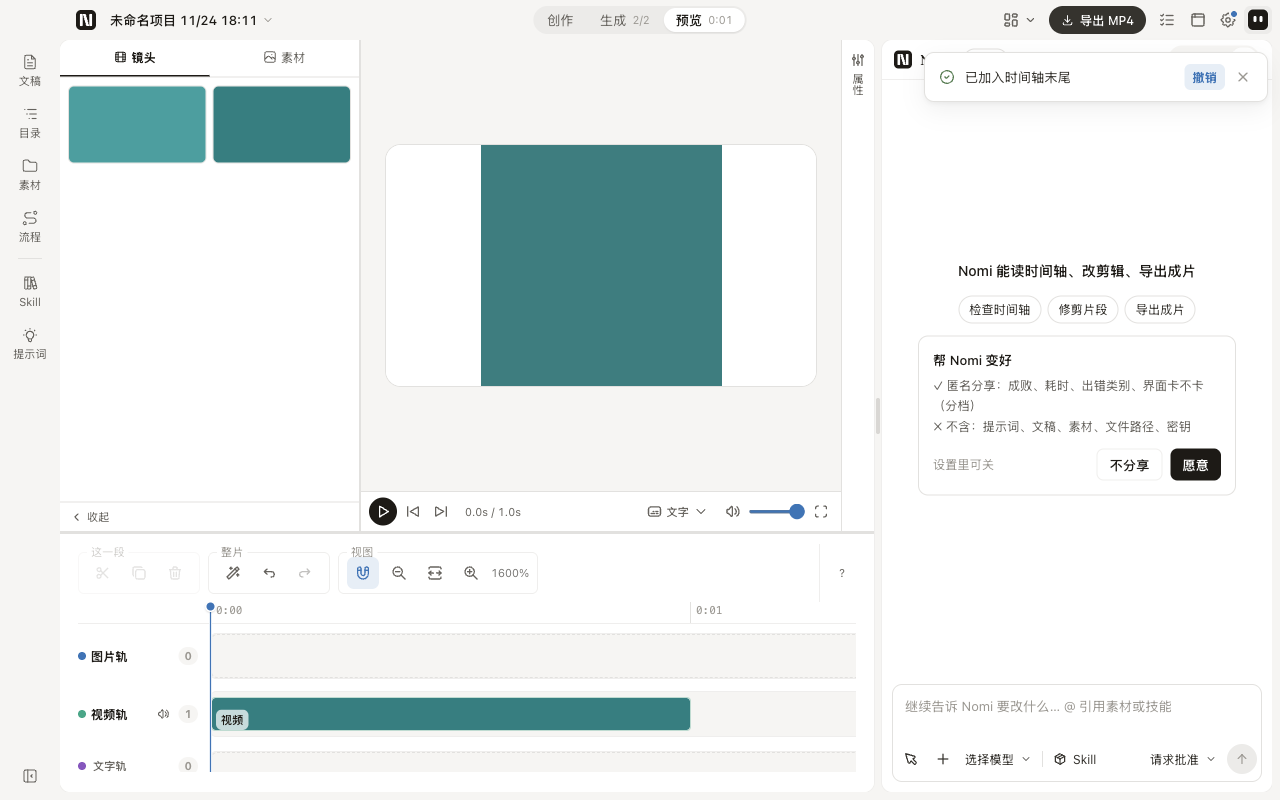 未命名项目 11/24 18:11
创作
生成 2/2
预览 0:01
导出 MP4
文稿
目录
素材
流程
Skill
提示词
镜头
素材
收起
属性
0.0s / 1.0s
文字
已加入时间轴末尾
撤销
Nomi 能读时间轴、改剪辑、导出成片
检查时间轴
修剪片段
导出成片
帮 Nomi 变好
✓ 匿名分享：成败、耗时、出错类别、界面卡不卡
（分档）
✕ 不含：提示词、文稿、素材、文件路径、密钥
设置里可关
不分享
愿意
这一段
整片
视图
1600%
?
0:00
0:01
图片轨
0
视频轨
1
视频
文字轨
0
继续告诉 Nomi 要改什么... @ 引用素材或技能
选择模型
Skill
请求批准